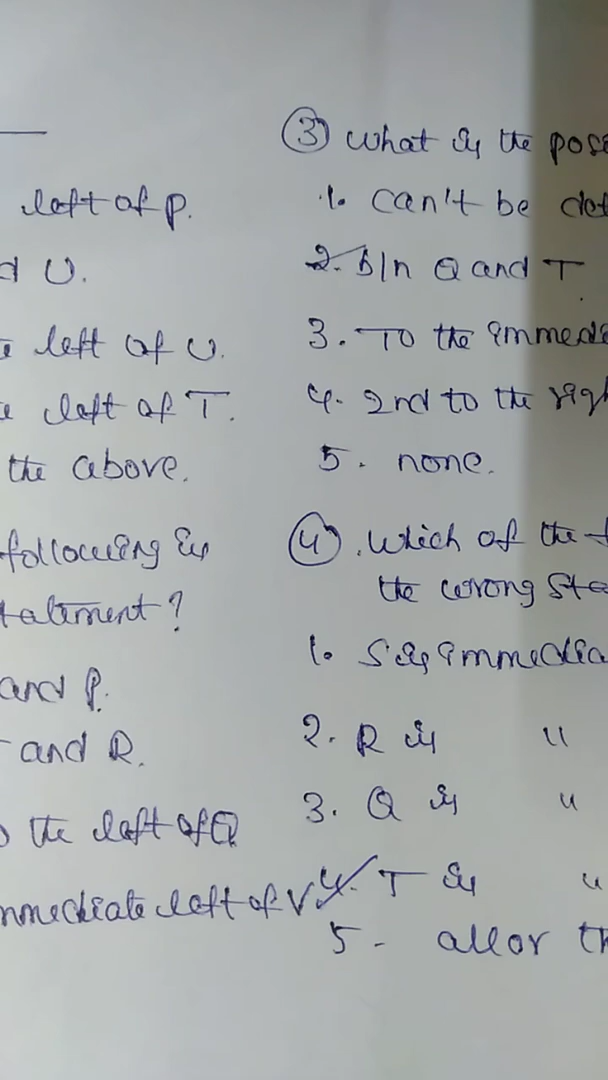 left of P.
d U.
e left of U.
e left of T.
the above.
following is
tatement?
and P.
- and R.
o the left of Q
mmediate left of V
③ What is the pos
1. Can't be det
2. b/n Q and T.
3. To the immedi
4. 2nd to the righ
5. none.
④ . Which of the f
the wrong sta
1. S is immedia
2. R is "
3. Q is "
4. T is "
5 - all or th